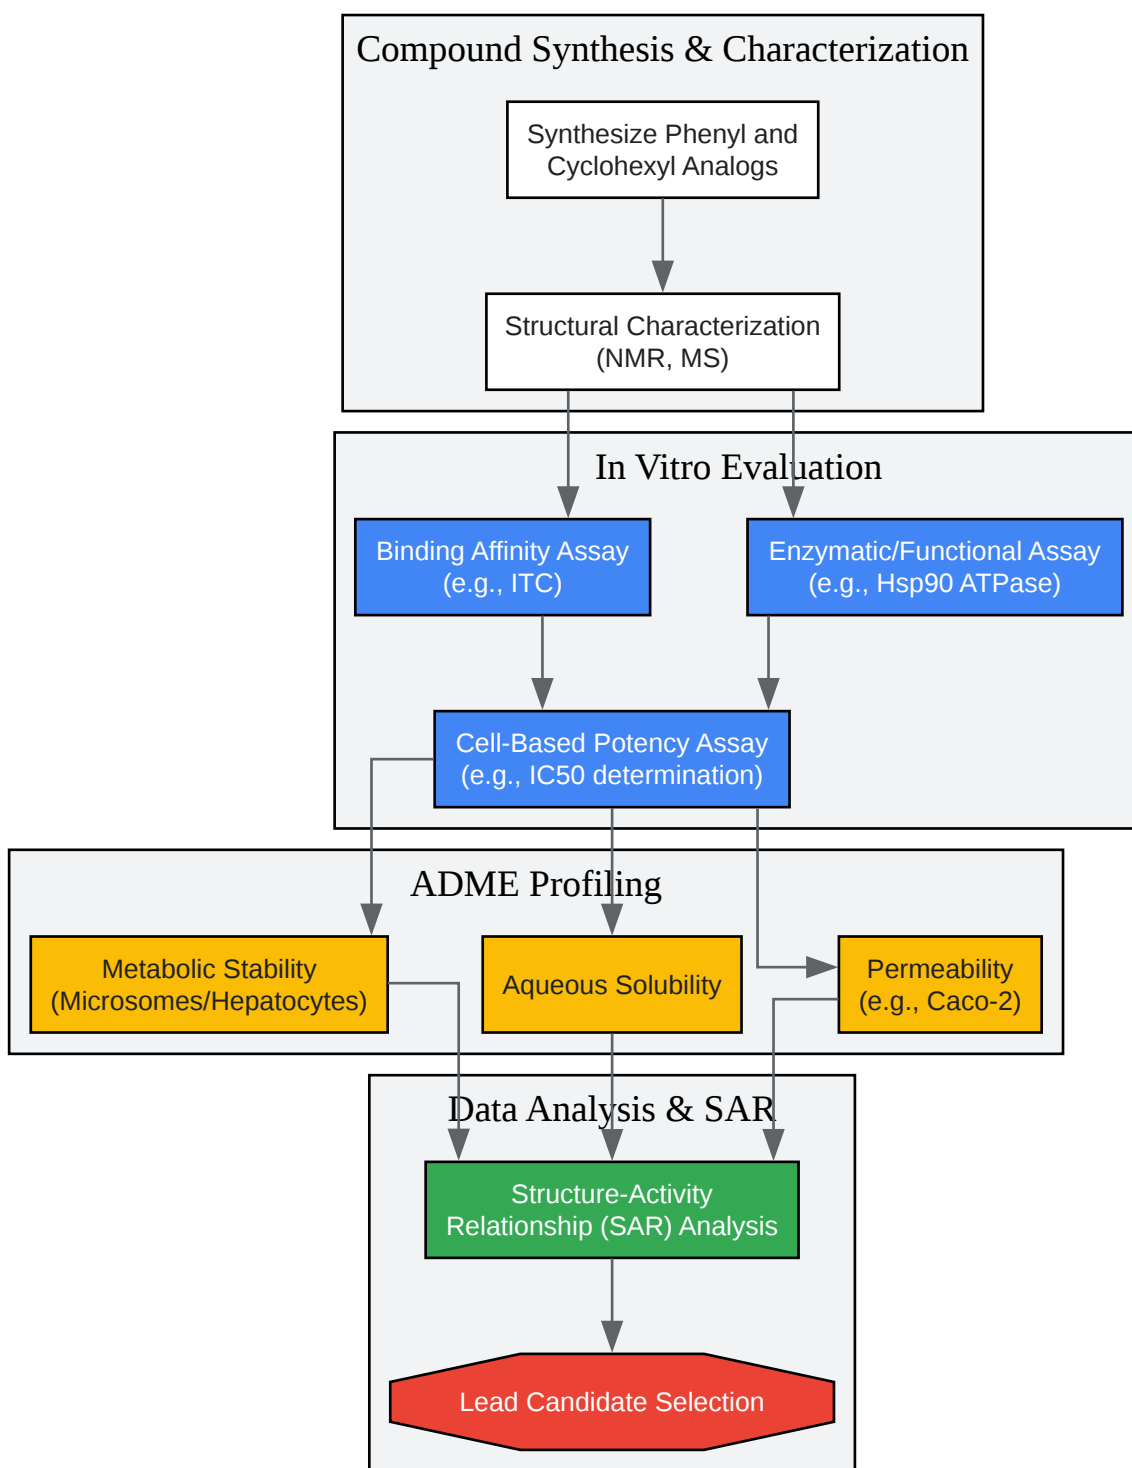 Compound Synthesis & Characterization
Synthesize Phenyl and
Cyclohexyl Analogs
Structural Characterization
(NMR, MS)
In Vitro Evaluation
Binding Affinity Assay
(e.g., ITC)
Enzymatic/Functional Assay
(e.g., Hsp90 ATPase)
Cell-Based Potency Assay
(e.g., IC50 determination)
ADME Profiling
Metabolic Stability
(Microsomes/Hepatocytes)
Aqueous Solubility
Permeability
(e.g., Caco-2)
Data Analysis & SAR
Structure-Activity
Relationship (SAR) Analysis
Lead Candidate Selection